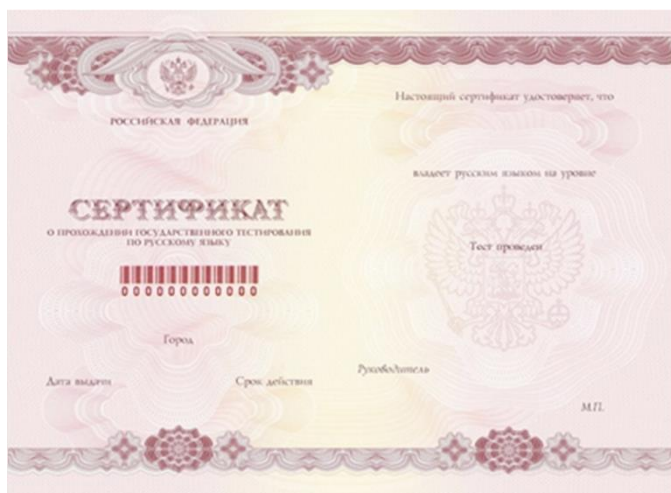 РОССИЙСКАЯ ФЕДЕРАЦИЯ
СЕРТИФИКАТ
О ПРОХОЖДЕНИИ ГОСУДАРСТВЕННОГО ТЕСТИРОВАНИЯ
ПО РУССКОМУ ЯЗЫКУ
000000000000
Город
Дата выдачи
Срок действия
Настоящий сертификат удостоверяет, что
владеет русским языком на уровне
Тест проведен
Руководитель
М.П.